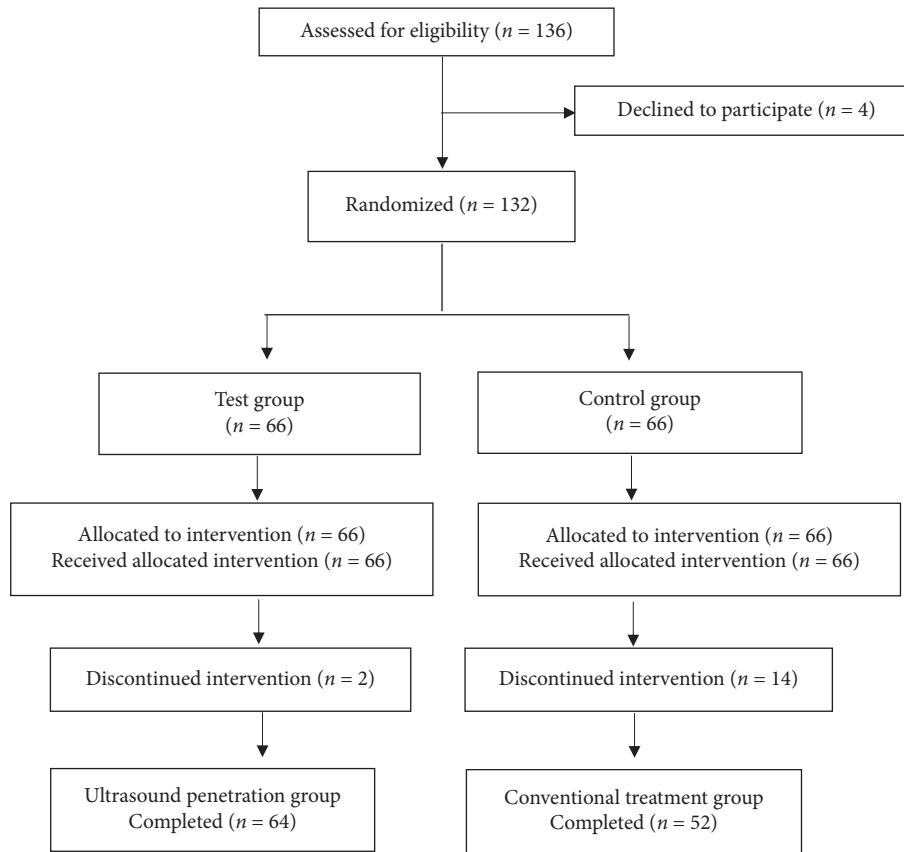 Assessed for eligibility (n = 136)
Declined to participate (n = 4)
Randomized (n = 132)
Test group
(n = 66)
Control group
(n = 66)
Allocated to intervention (n = 66)
Received allocated intervention (n = 66)
Allocated to intervention (n = 66)
Received allocated intervention (n = 66)
Discontinued intervention (n = 2)
Discontinued intervention (n = 14)
Ultrasound penetration group
Completed (n = 64)
Conventional treatment group
Completed (n = 52)